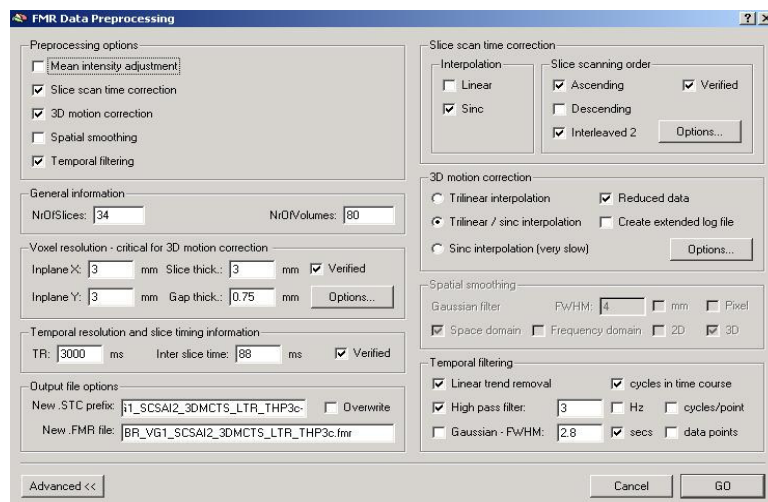 FMR Data Preprocessing
Preprocessing options
Mean intensity adjustment
Slice scan time correction
3D motion correction
Spatial smoothing
Temporal filtering
General information
NrOfSlices: 34 NrOfVolumes: 80
Voxel resolution - critical for 3D motion correction
Inplane X: 3 mm Slice thick.: 3 mm Verified
Inplane Y: 3 mm Gap thick.: 0.75 mm Options...
Temporal resolution and slice timing information
TR: 3000 ms Inter slice time: 88 ms Verified
Output file options
New .STC prefix: i1_SCSAI2_3DMCTS_LTR_THP3c- Overwrite
New .FMR file: BR_VG1_SCSAI2_3DMCTS_LTR_THP3c.fmr
Advanced <<
Slice scan time correction
Interpolation
Linear
Sinc
Slice scanning order
Ascending Verified
Descending
Interleaved 2 Options...
3D motion correction
Trilinear interpolation Reduced data
Trilinear / sinc interpolation Create extended log file
Sinc interpolation (very slow) Options...
Spatial smoothing
Gaussian filter FWHM: 4 mm Pixel
Space domain Frequency domain 2D 3D
Temporal filtering
Linear trend removal cycles in time course
High pass filter: 3 Hz cycles/point
Gaussian - FWHM: 2.8 secs data points
Cancel GO